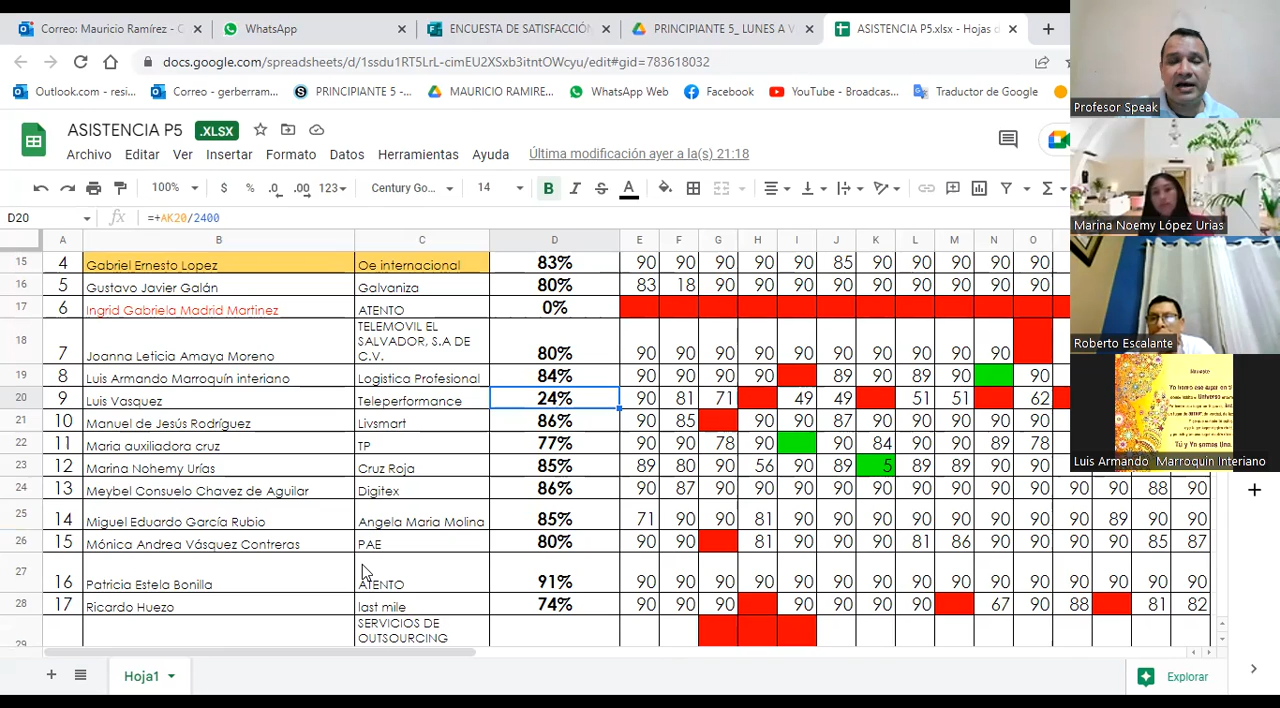 Correo: Mauricio Ramírez - C
WhatsApp
ENCUESTA DE SATISFACCIÓN
PRINCIPIANTE 5_ LUNES A V
ASISTENCIA P5.xlsx - Hojas d
docs.google.com/spreadsheets/d/1ssdu1RT5LrL-cimEU2XSxb3itntOWcyu/edit#gid=783618032
Outlook.com - resi...
Correo - gerberram...
PRINCIPIANTE 5 -...
MAURICIO RAMIRE...
WhatsApp Web
Facebook
YouTube - Broadcas...
Traductor de Google
ASISTENCIA P5 .XLSX
Archivo Editar Ver Insertar Formato Datos Herramientas Ayuda Última modificación ayer a la(s) 21:18
100% $ % .0 .00 123 Century Go... 14 B I S A
D20 fx =+AK20/2400
A B C D E F G H I J K L M N O
15 4 Gabriel Ernesto Lopez Oe internacional 83% 90 90 90 90 90 85 90 90 90 90 90
16 5 Gustavo Javier Galán Galvaniza 80% 83 18 90 90 90 90 90 90 90 90 90
17 6 Ingrid Gabriela Madrid Martinez ATENTO 0%
18 7 Joanna Leticia Amaya Moreno TELEMOVIL EL SALVADOR, S.A DE C.V. 80% 90 90 90 90 90 90 90 90 90 90
19 8 Luis Armando Marroquín interiano Logistica Profesional 84% 90 90 90 90 89 90 89 90 90
20 9 Luis Vasquez Teleperformance 24% 90 81 71 49 49 51 51 62
21 10 Manuel de Jesús Rodríguez Livsmart 86% 90 85 90 90 87 90 90 90 90 90
22 11 Maria auxiliadora cruz TP 77% 90 90 78 90 90 84 90 90 89 78
23 12 Marina Nohemy Urías Cruz Roja 85% 89 80 90 56 90 89 5 89 89 90 90
24 13 Meybel Consuelo Chavez de Aguilar Digitex 86% 90 87 90 90 90 90 90 90 90 90 90 90 90 88 90
25 14 Miguel Eduardo García Rubio Angela Maria Molina 85% 71 90 90 81 90 90 90 90 90 90 90 90 89 90 90
26 15 Mónica Andrea Vásquez Contreras PAE 80% 90 90 81 90 90 90 81 86 90 90 90 90 85 87
27 16 Patricia Estela Bonilla ATENTO 91% 90 90 90 90 90 90 90 90 90 90 90 90 90 90 90
28 17 Ricardo Huezo last mile 74% 90 90 90 90 90 90 90 67 90 88 81 82
29 SERVICIOS DE OUTSOURCING
Hoja1
Explorar
Profesor Speak
Marina Noemy López Urias
Roberto Escalante
Tú y Yo somos Uno.
Luis Armando Marroquin Interiano